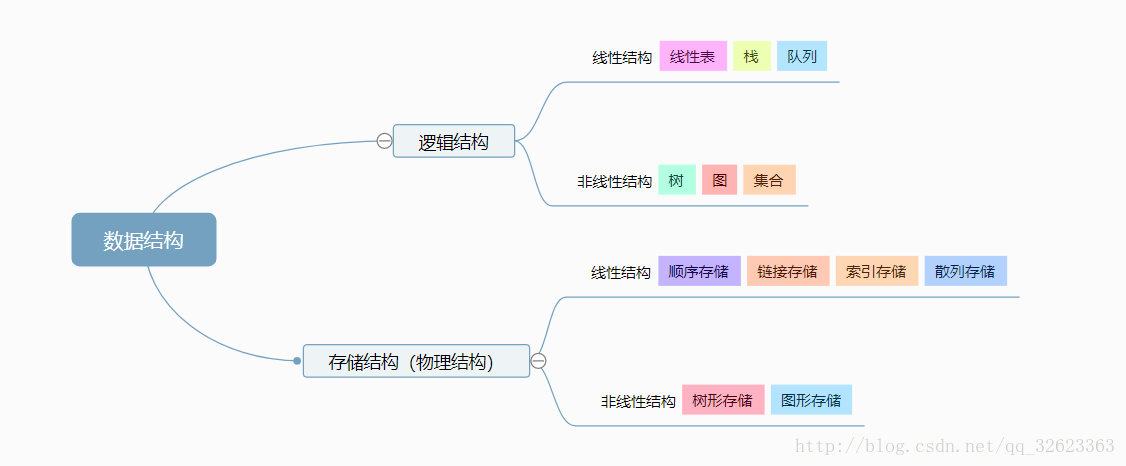 线性结构 线性表 栈 队列
逻辑结构
非线性结构 树 图 集合
数据结构
线性结构 顺序存储 链接存储 索引存储 散列存储
存储结构（物理结构）
非线性结构 树形存储 图形存储
http://blog.csdn.net/qq_32623363